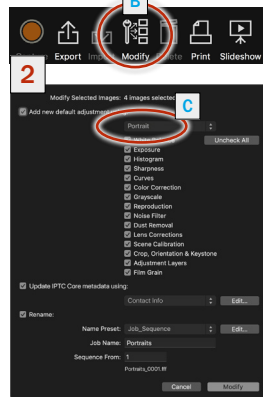 B
Export Modify Delete Print Slideshow
2
Modify Selected Images: 4 images selected
C
Add new default adjustment
Portrait
Uncheck All
Exposure
Histogram
Sharpness
Curves
Color Correction
Grayscale
Reproduction
Noise Filter
Dust Removal
Lens Corrections
Scene Calibration
Crop, Orientation & Keystone
Adjustment Layers
Film Grain
Update IPTC Core metadata using:
Contact Info Edit...
Rename:
Name Preset: Job_Sequence Edit...
Job Name: Portraits
Sequence From: 1
Portraits_0001.fff
Cancel Modify